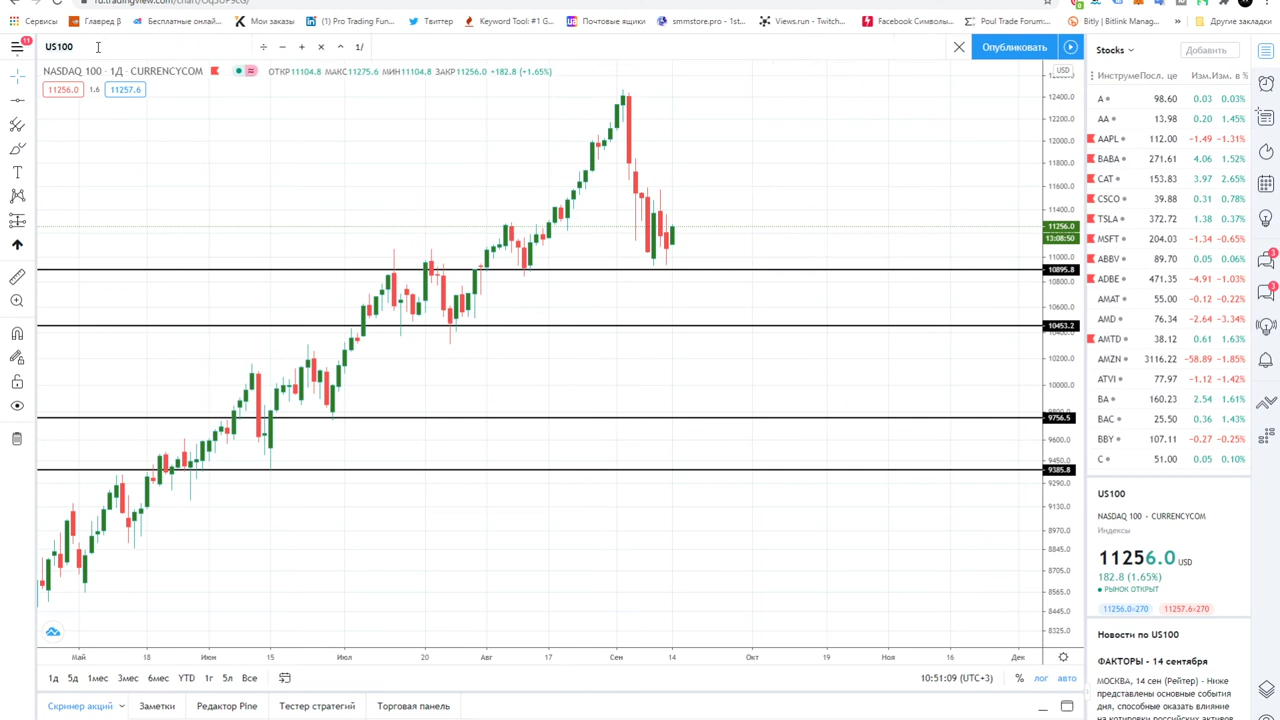 ru.tradingview.com/chart/
Сервисы
Главред
Бесплатные онлай...
Мои заказы
(1) Pro Trading Fun...
Твиттер
Keyword Tool: #1 G...
Почтовые ящики
smmstore.pro - 1st...
Views.run - Twitch...
Facebook Символы...
Poul Trade Forum:...
Bitly | Bitlink Manag...
»
Другие закладки
11
US100
1/
Опубликовать
Stocks
Добавить
NASDAQ 100 · 1Д · CURRENCYCOM
ОТКР11104.8 МАКС11375.6 МИН11104.8 ЗАКР11256.0 +182.8 (+1.65%)
11256.0 1.6 11257.6
USD
12400.0
12200.0
12000.0
11800.0
11600.0
11400.0
11256.0
13:08:50
11000.0
10895.8
10800.0
10600.0
10453.2
10200.0
10000.0
9756.5
9600.0
9450.0
9385.8
9290.0
9130.0
8970.0
8845.0
8705.0
8565.0
8445.0
8325.0
Май 18 Июн 15 Июл 20 Авг 17 Сен 14 Окт 19 Ноя 16 Дек
1д 5д 1мес 3мес 6мес YTD 1г 5л Все
10:51:09 (UTC+3) % лог авто
Скринер акций Заметки Редактор Pine Тестер стратегий Торговая панель
Инструме Посл. це Изм. Изм. в %
A 98.60 0.03 0.03%
AA 13.98 0.20 1.45%
AAPL 112.00 −1.49 −1.31%
BABA 271.61 4.06 1.52%
CAT 153.83 3.97 2.65%
CSCO 39.88 0.31 0.78%
TSLA 372.72 1.38 0.37%
MSFT 204.03 −1.34 −0.65%
ABBV 89.70 0.05 0.06%
ADBE 471.35 −4.91 −1.03%
AMAT 55.00 −0.12 −0.22%
AMD 76.34 −2.64 −3.34%
AMTD 38.12 0.61 1.63%
AMZN 3116.22 −58.89 −1.85%
ATVI 77.97 −1.12 −1.42%
BA 160.23 2.54 1.61%
BAC 25.50 0.36 1.43%
BBY 107.11 −0.27 −0.25%
C 51.00 0.05 0.10%
3
3
US100
NASDAQ 100 · CURRENCYCOM
Индексы
11256.0 USD
182.8 (1.65%)
РЫНОК ОТКРЫТ
11256.0×270 11257.6×270
Новости по US100
ФАКТОРЫ - 14 сентября
МОСКВА, 14 сен (Рейтер) - Ниже
представлены основные события
дня, способные оказать влияние
на котировки российских активов